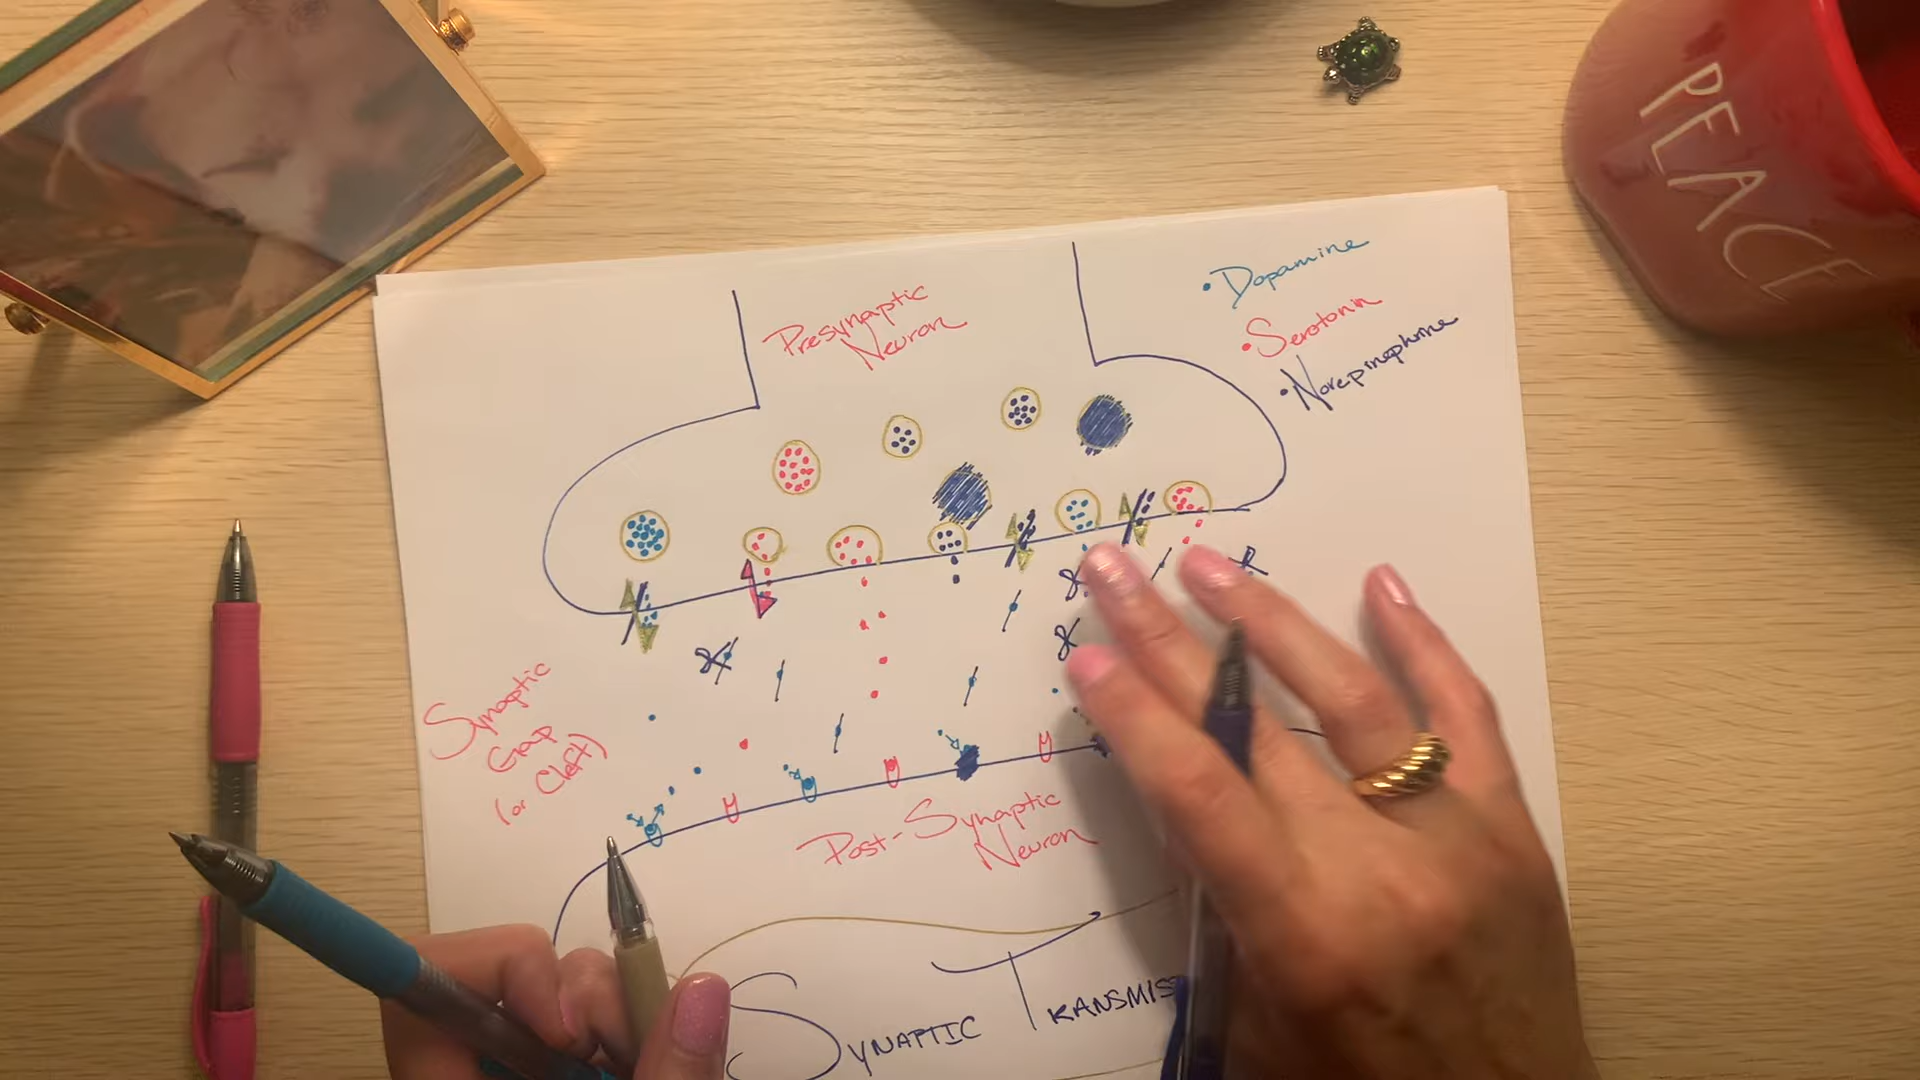 PEACE
• Dopamine
• Serotonin
• Norepinephrine
Presynaptic
Neuron
Synaptic
Gap
(or Cleft)
Post-Synaptic
Neuron
SYNAPTIC TRANSMISS